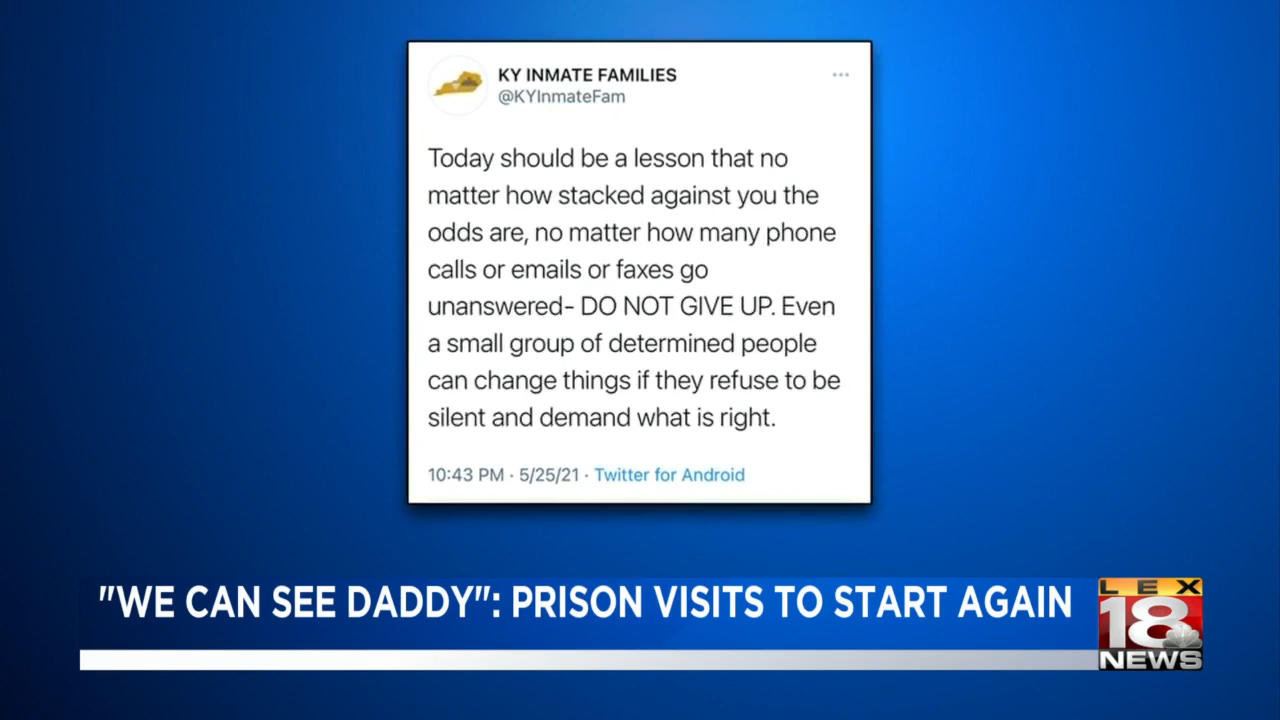 KY INMATE FAMILIES
@KYInmateFam
Today should be a lesson that no
matter how stacked against you the
odds are, no matter how many phone
calls or emails or faxes go
unanswered- DO NOT GIVE UP. Even
a small group of determined people
can change things if they refuse to be
silent and demand what is right.
10:43 PM · 5/25/21 · Twitter for Android
"WE CAN SEE DADDY": PRISON VISITS TO START AGAIN
LEX
18
NEWS